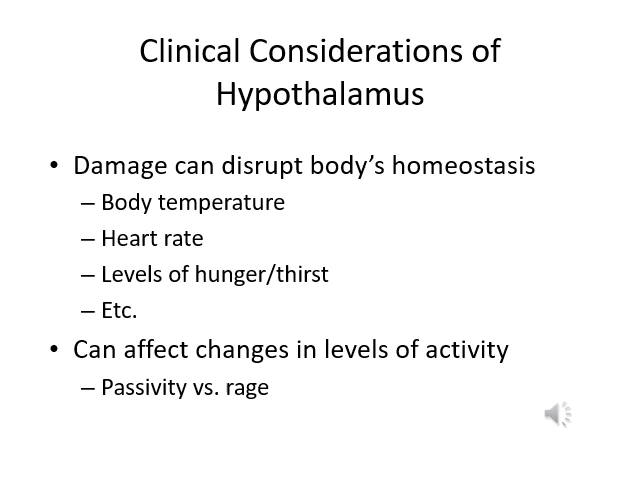 Clinical Considerations of
Hypothalamus
• Damage can disrupt body’s homeostasis
– Body temperature
– Heart rate
– Levels of hunger/thirst
– Etc.
• Can affect changes in levels of activity
– Passivity vs. rage